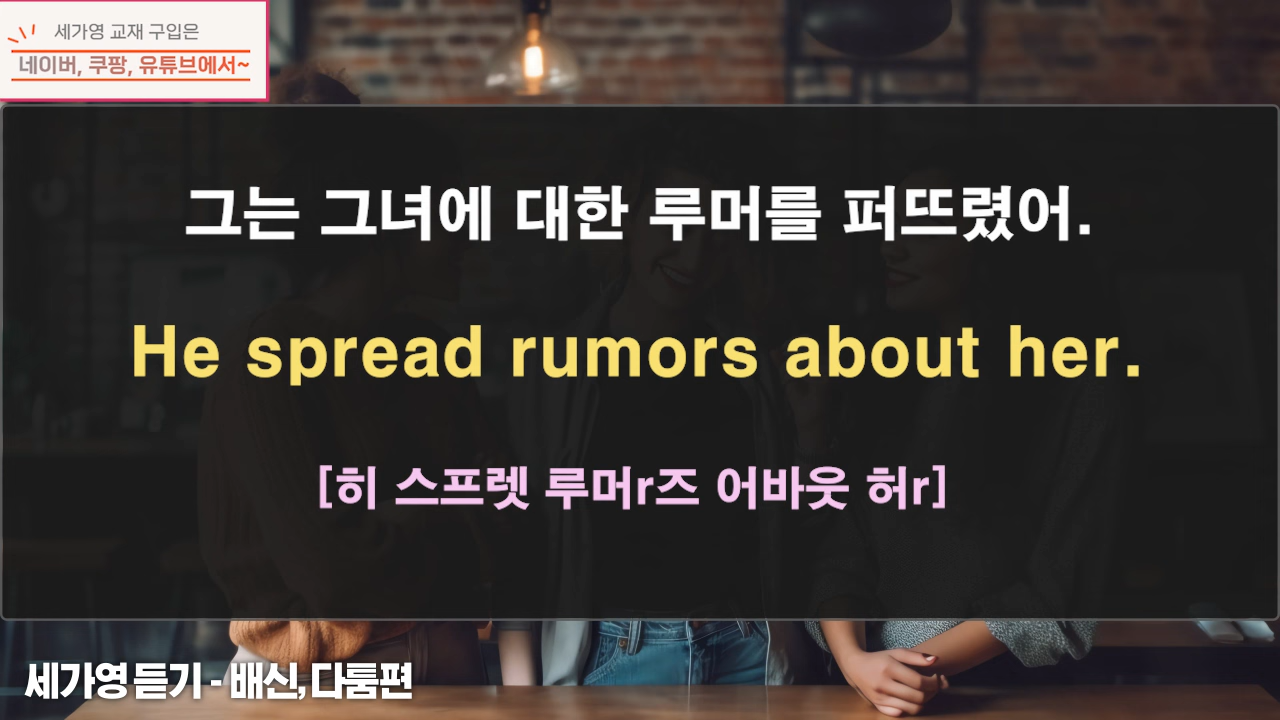 세가영 교재 구입은
네이버, 쿠팡, 유튜브에서~
그는 그녀에 대한 루머를 퍼뜨렸어.
He spread rumors about her.
[히 스프렛 루머r즈 어바웃 허r]
세가영 듣기 - 배신, 다툼편